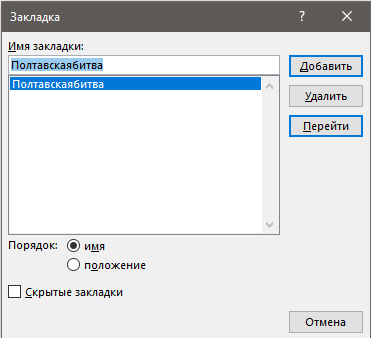 Закладка
Имя закладки:
Полтавскаябитва
Добавить
Полтавскаябитва
Удалить
Перейти
Порядок:
имя
положение
Скрытые закладки
Отмена